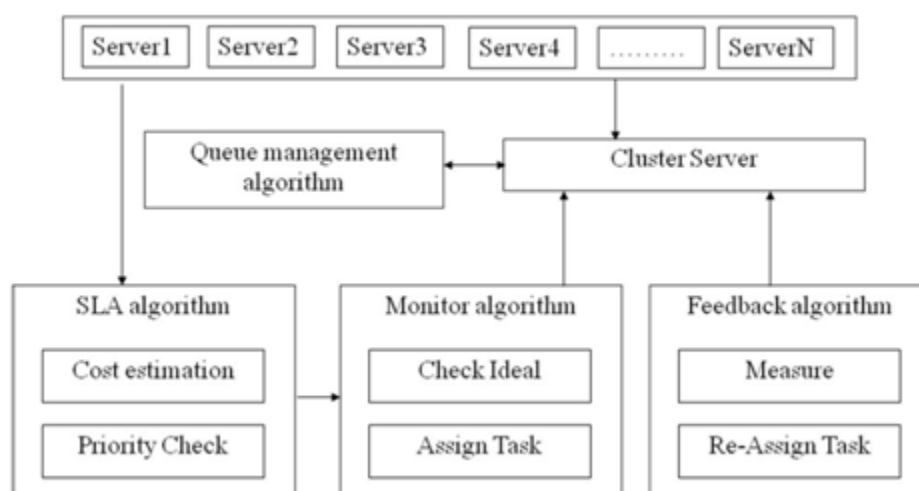 Server1 Server2 Server3 Server4 ......... ServerN
Queue management
algorithm
Cluster Server
SLA algorithm
Cost estimation
Priority Check
Monitor algorithm
Check Ideal
Assign Task
Feedback algorithm
Measure
Re-Assign Task